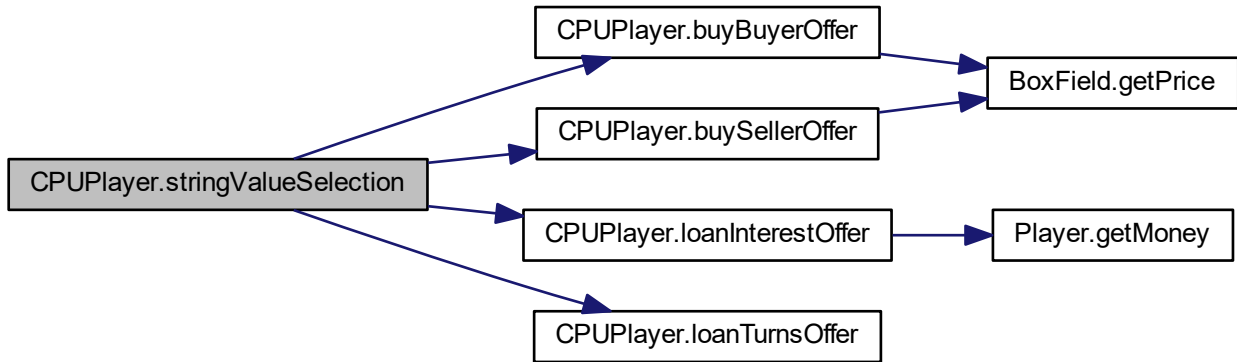 CPUPlayer.buyBuyerOffer
BoxField.getPrice
CPUPlayer.buySellerOffer
CPUPlayer.stringValueSelection
CPUPlayer.loanInterestOffer
Player.getMoney
CPUPlayer.loanTurnsOffer